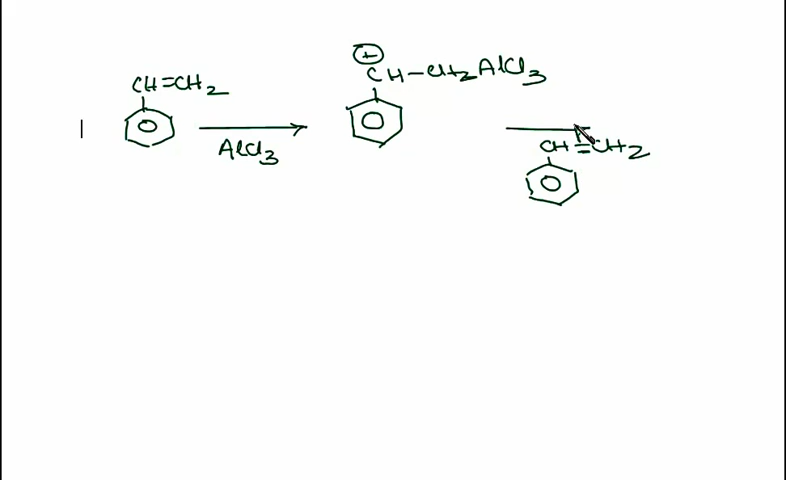 ⊕
CH=CH2
CH-CH2AlCl3
AlCl3
CH=CH2